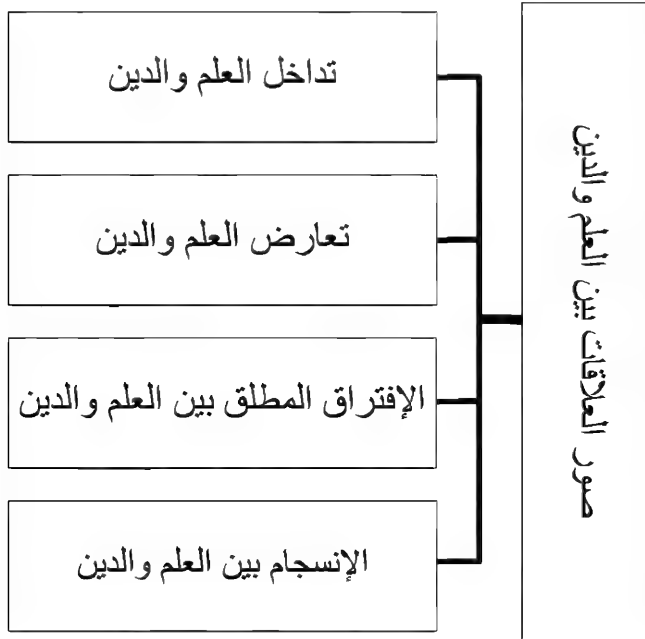 صور العلاقات بين العلم والدين
تداخل العلم والدين
تعارض العلم والدين
الإفتراق المطلق بين العلم والدين
الإنسجام بين العلم والدين